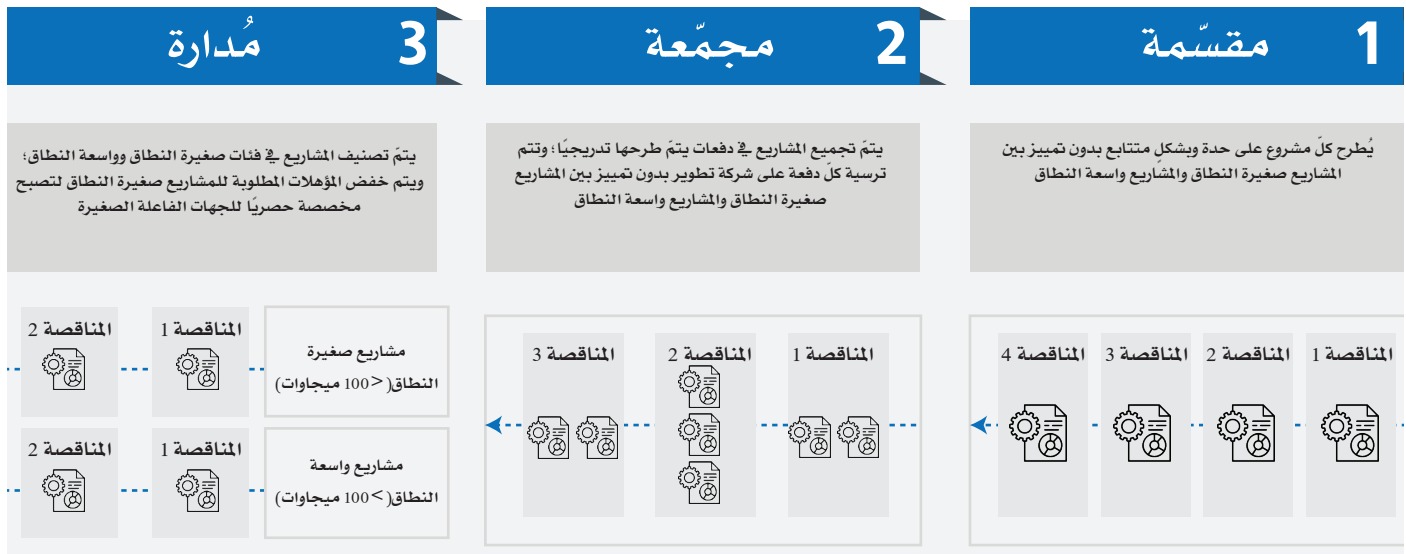 1 مقسّمة
يُطرح كلّ مشروع على حدة وبشكلٍ متتابع بدون تمييز بين
المشاريع صغيرة النطاق والمشاريع واسعة النطاق
المناقصة 1
المناقصة 2
المناقصة 3
المناقصة 4
2 مجمّعة
يتمّ تجميع المشاريع في دفعات يتمّ طرحها تدريجيًا؛ وتتم
ترسية كلّ دفعة على شركة تطوير بدون تمييز بين المشاريع
صغيرة النطاق والمشاريع واسعة النطاق
المناقصة 1
المناقصة 2
المناقصة 3
3 مُدارة
يتمّ تصنيف المشاريع في فئات صغيرة النطاق وواسعة النطاق؛
ويتم خفض المؤهلات المطلوبة للمشاريع صغيرة النطاق لتصبح
مخصصة حصريًا للجهات الفاعلة الصغيرة
مشاريع صغيرة
النطاق( <100 ميجاوات)
المناقصة 1
المناقصة 2
مشاريع واسعة
النطاق( >100 ميجاوات)
المناقصة 1
المناقصة 2